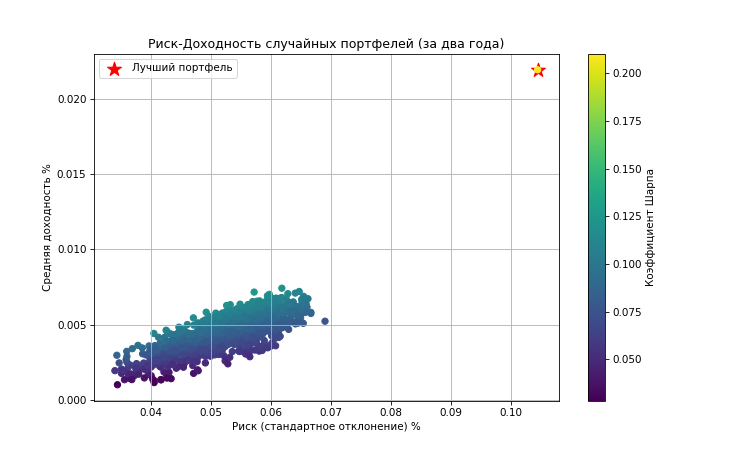 Риск-Доходность случайных портфелей (за два года)
Лучший портфель
Средняя доходность %
0.020
0.015
0.010
0.005
0.000
0.04 0.05 0.06 0.07 0.08 0.09 0.10
Риск (стандартное отклонение) %
0.200
0.175
0.150
0.125
0.100
0.075
0.050
Коэффициент Шарпа